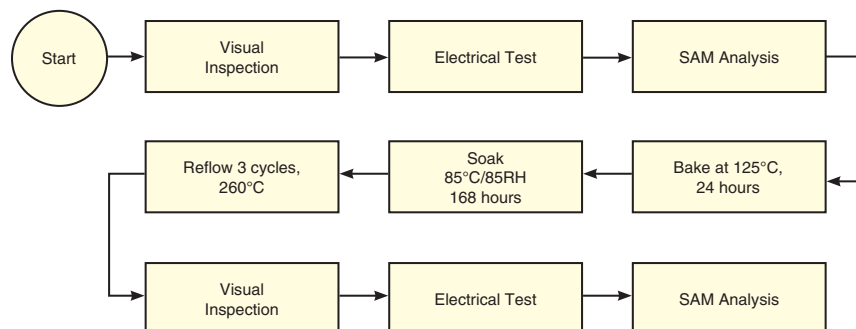 Start
Visual
Inspection
Electrical Test
SAM Analysis
Bake at 125°C,
24 hours
Soak
85°C/85RH
168 hours
Reflow 3 cycles,
260°C
Visual
Inspection
Electrical Test
SAM Analysis